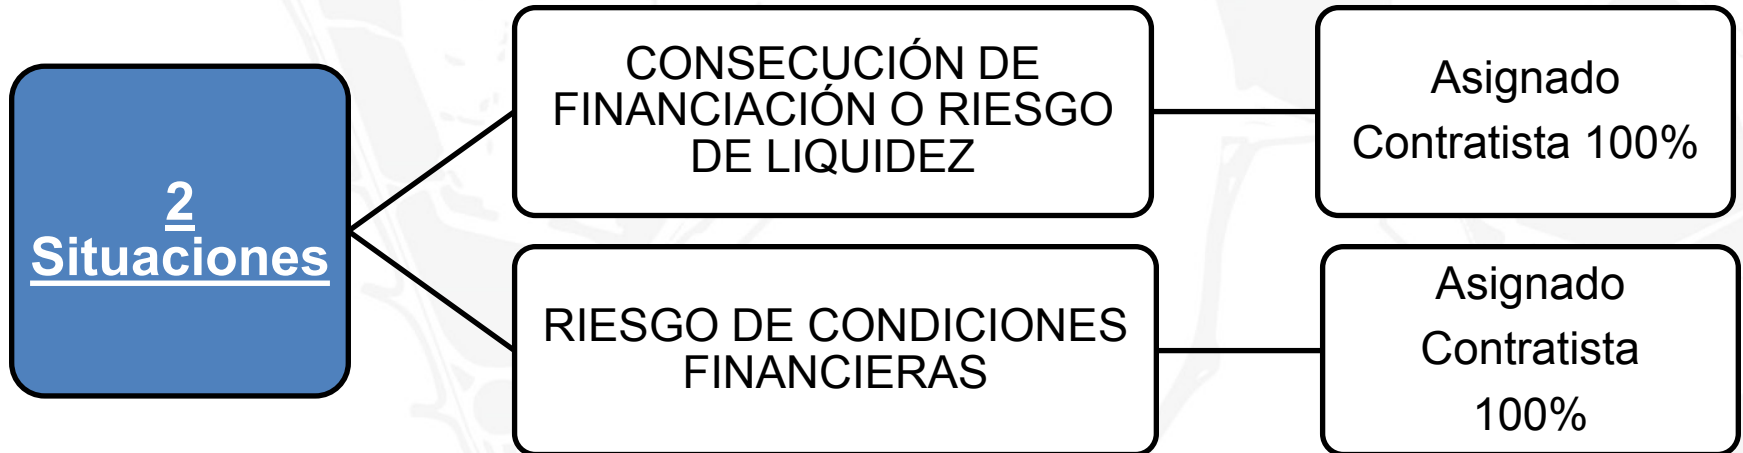 2
Situaciones
CONSECUCIÓN DE
FINANCIACIÓN O RIESGO
DE LIQUIDEZ
Asignado
Contratista 100%
RIESGO DE CONDICIONES
FINANCIERAS
Asignado
Contratista
100%